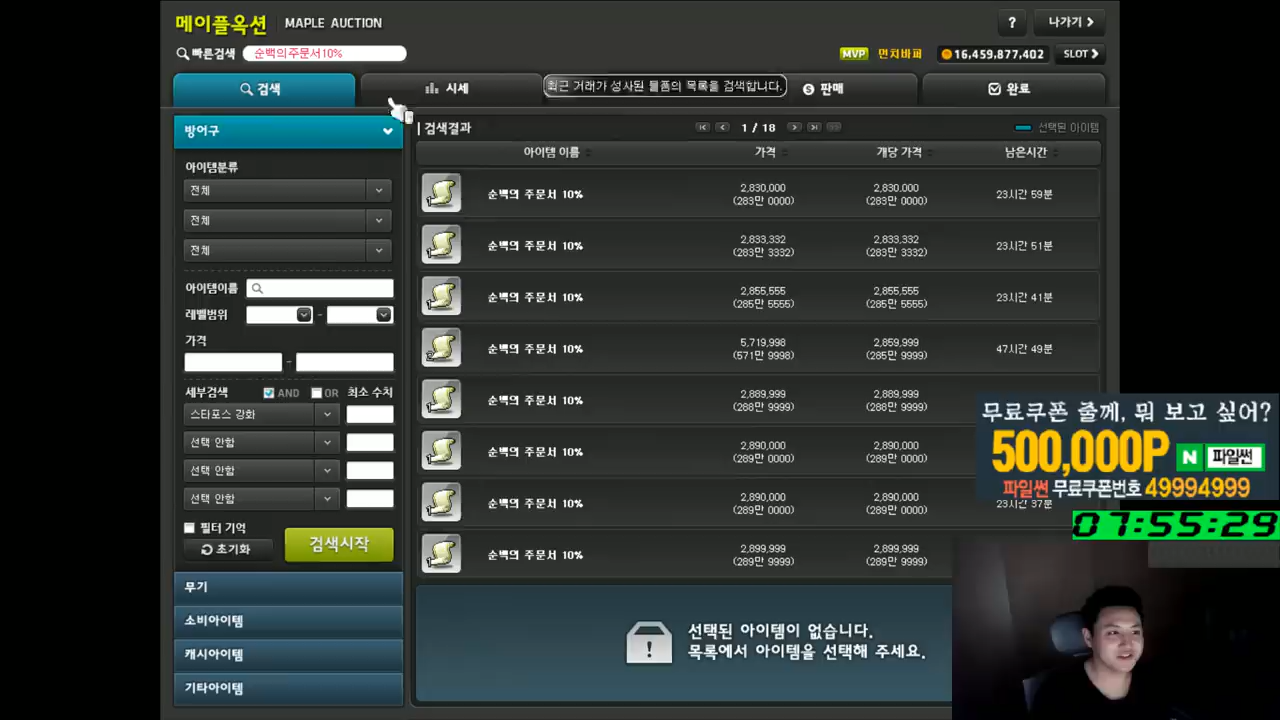 메이플옥션 MAPLE AUCTION
? 나가기
빠른검색 순백의주문서10%
MVP 먼치바퍼 16,459,877,402 SLOT
검색 시세 최근 거래가 성사된 물품의 목록을 검색합니다. 판매 완료
방어구
아이템분류
전체
전체
전체
아이템이름
레벨범위 -
가격
-
세부검색 AND OR 최소 수치
스타포스 강화
선택 안함
선택 안함
선택 안함
필터 기억
초기화 검색시작
무기
소비아이템
캐시아이템
기타아이템
검색결과 1 / 18 선택된 아이템
아이템 이름 가격 개당 가격 남은시간
순백의 주문서 10% 2,830,000 2,830,000 23시간 59분
(283만 0000) (283만 0000)
순백의 주문서 10% 2,833,332 2,833,332 23시간 51분
(283만 3332) (283만 3332)
순백의 주문서 10% 2,855,555 2,855,555 23시간 41분
(285만 5555) (285만 5555)
순백의 주문서 10% 5,719,998 2,859,999 47시간 49분
(571만 9998) (285만 9999)
순백의 주문서 10% 2,889,999 2,889,999
(288만 9999) (288만 9999)
순백의 주문서 10% 2,890,000 2,890,000
(289만 0000) (289만 0000)
순백의 주문서 10% 2,890,000 2,890,000 23시간 37분
(289만 0000) (289만 0000)
순백의 주문서 10% 2,899,999 2,899,999
(289만 9999) (289만 9999)
선택된 아이템이 없습니다.
목록에서 아이템을 선택해 주세요.
무료쿠폰 줄께, 뭐 보고 싶어?
500,000P N 파일썬
파일썬 무료쿠폰번호 49994999
07:55:29